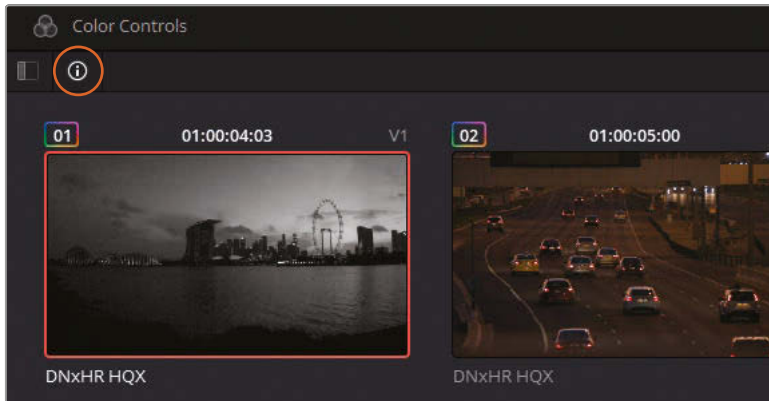 Color Controls
01 01:00:04:03 V1 02 01:00:05:00
DNxHR HQX DNxHR HQX